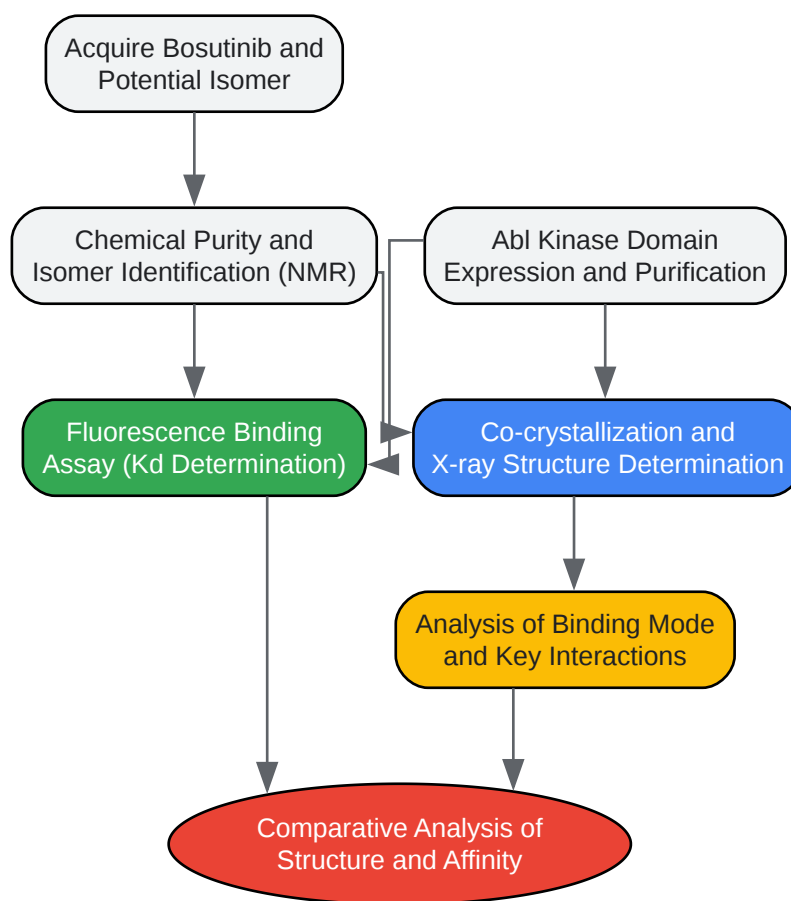 Acquire Bosutinib and
Potential Isomer
Chemical Purity and
Isomer Identification (NMR)
Abl Kinase Domain
Expression and Purification
Fluorescence Binding
Assay (Kd Determination)
Co-crystallization and
X-ray Structure Determination
Analysis of Binding Mode
and Key Interactions
Comparative Analysis of
Structure and Affinity